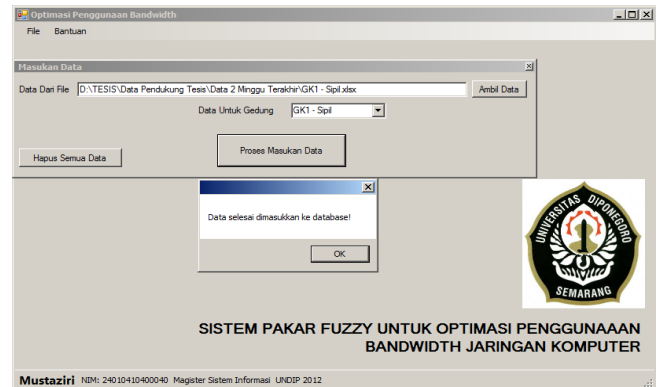 Optimasi Penggunaan Bandwidth
File Bantuan
Masukan Data
Data Dari File D:\TESIS\Data Pendukung Tesis\Data 2 Minggu Terakhir\GK1 - Sipil.xlsx Ambil Data
Data Untuk Gedung GK1 - Sipil
Hapus Semua Data Proses Masukan Data
Data selesai dimasukkan ke database!
OK
UNIVERSITAS DIPONEGORO
SEMARANG
SISTEM PAKAR FUZZY UNTUK OPTIMASI PENGGUNAAAN
BANDWIDTH JARINGAN KOMPUTER
Mustaziri NIM: 24010410400040 Magister Sistem Informasi UNDIP 2012